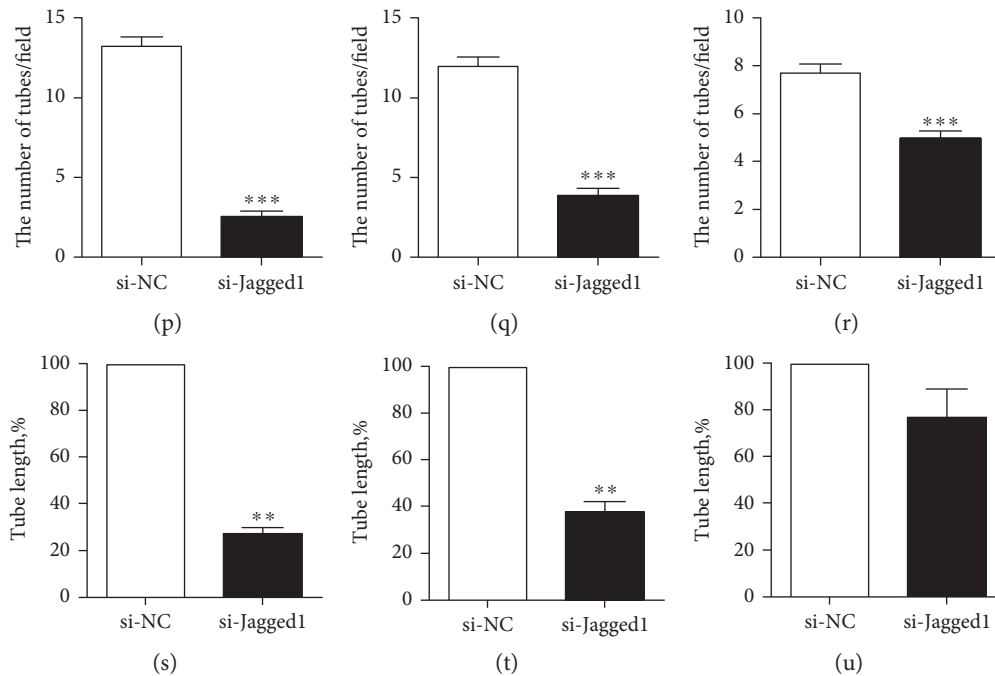 The number of tubes/field
15
10
5
0
***
si-NC
si-Jagged1
(p)
The number of tubes/field
15
10
5
0
***
si-NC
si-Jagged1
(q)
The number of tubes/field
10
8
6
4
2
0
***
si-NC
si-Jagged1
(r)
Tube length,%
100
80
60
40
20
0
**
si-NC
si-Jagged1
(s)
Tube length,%
100
80
60
40
20
0
**
si-NC
si-Jagged1
(t)
Tube length,%
100
80
60
40
20
0
si-NC
si-Jagged1
(u)